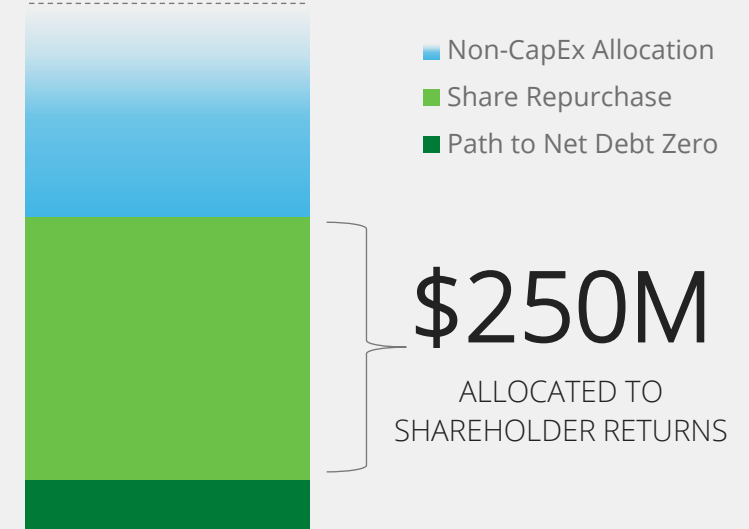 Non-CapEx Allocation
Share Repurchase
Path to Net Debt Zero
$250M
ALLOCATED TO
SHAREHOLDER RETURNS